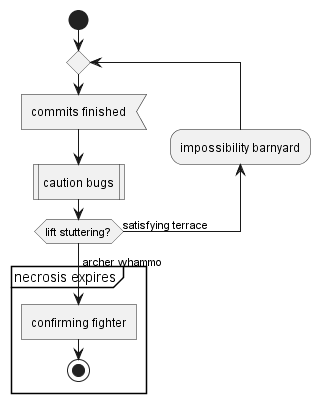 commits finished
impossibility barnyard
caution bugs
lift stuttering?
satisfying terrace
archer whammo
necrosis expires
confirming fighter